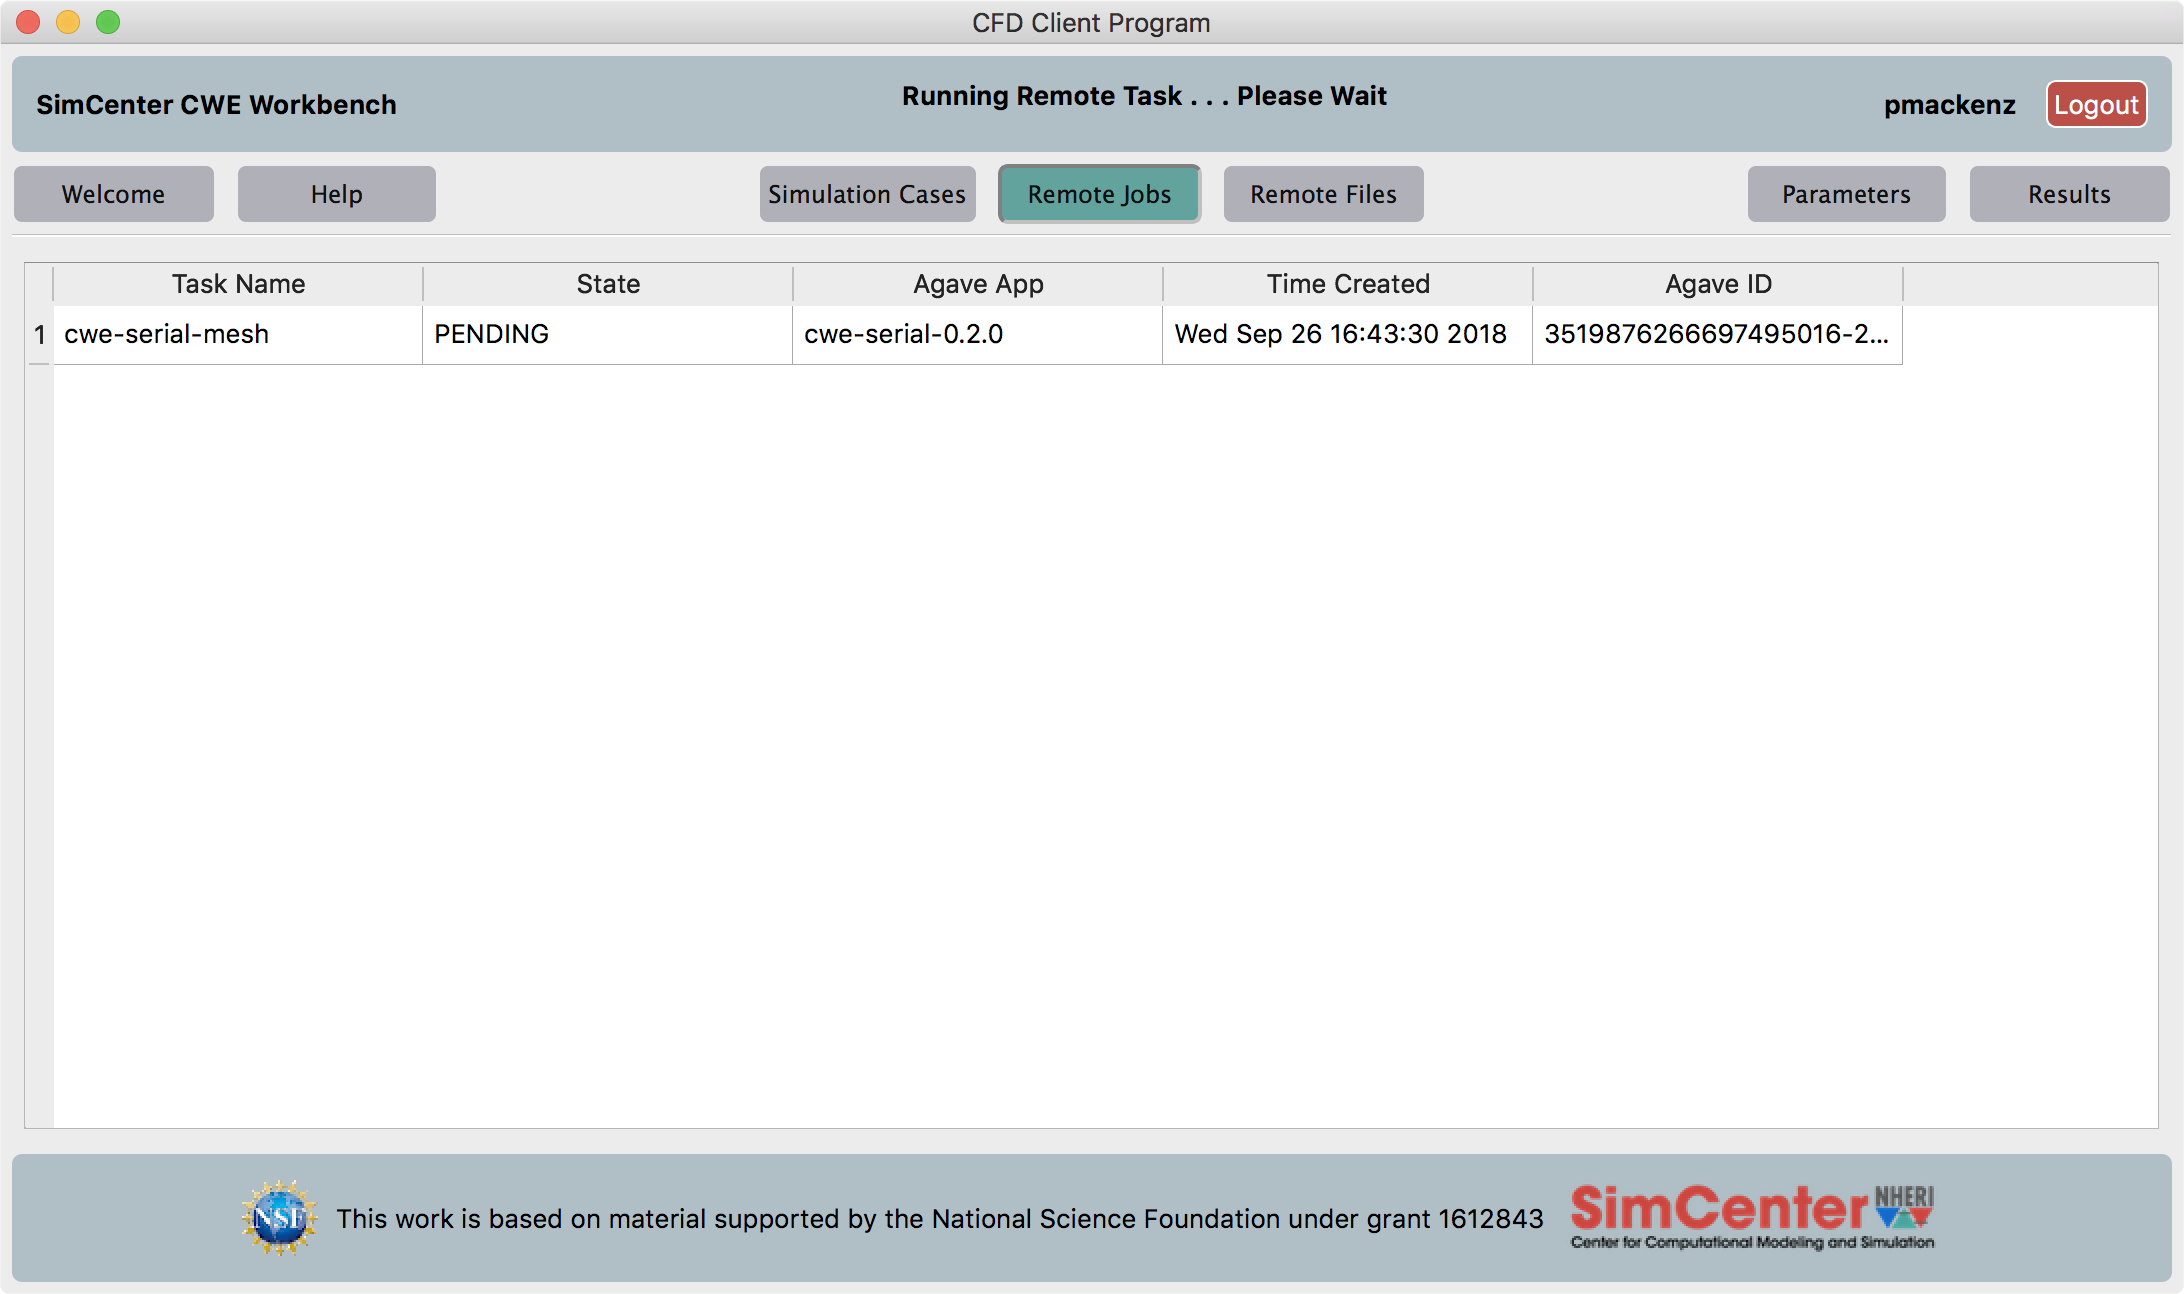 CFD Client Program
SimCenter CWE Workbench
Running Remote Task . . . Please Wait
pmackenz
Logout
Welcome
Help
Simulation Cases
Remote Jobs
Remote Files
Parameters
Results
Task Name State Agave App Time Created Agave ID
1 cwe-serial-mesh PENDING cwe-serial-0.2.0 Wed Sep 26 16:43:30 2018 3519876266697495016-2...
NSF
This work is based on material supported by the National Science Foundation under grant 1612843
SimCenter NHERI
Center for Computational Modeling and Simulation